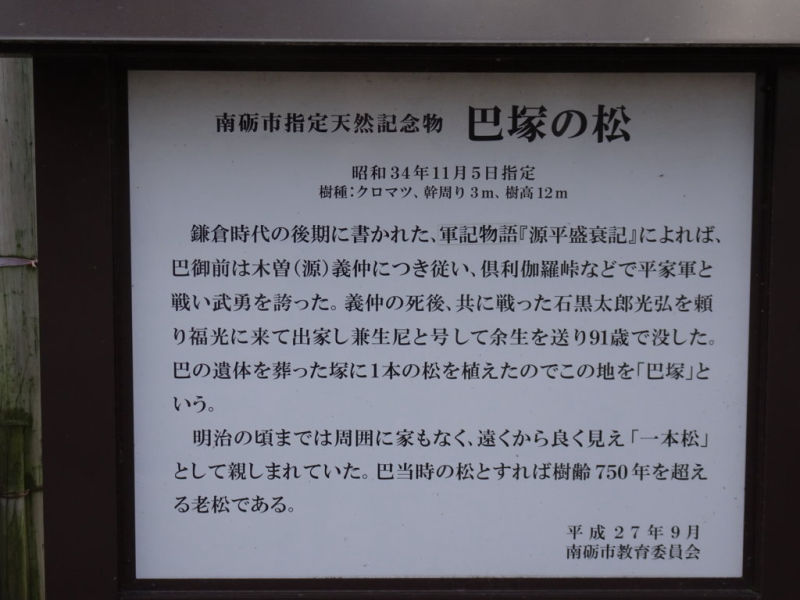 南砺市指定天然記念物 巴塚の松
昭和34年11月5日指定
樹種：クロマツ、幹周り3m、樹高12m
鎌倉時代の後期に書かれた、軍記物語『源平盛衰記』によれば、
巴御前は木曽（源）義仲につき従い、倶利伽羅峠などで平家軍と
戦い武勇を誇った。義仲の死後、共に戦った石黒太郎光弘を頼
り福光に来て出家し兼生尼と号して余生を送り91歳で没した。
巴の遺体を葬った塚に1本の松を植えたのでこの地を「巴塚」と
いう。
明治の頃までは周囲に家もなく、遠くから良く見え「一本松」
として親しまれていた。巴当時の松とすれば樹齢750年を超え
る老松である。
平成27年9月
南砺市教育委員会